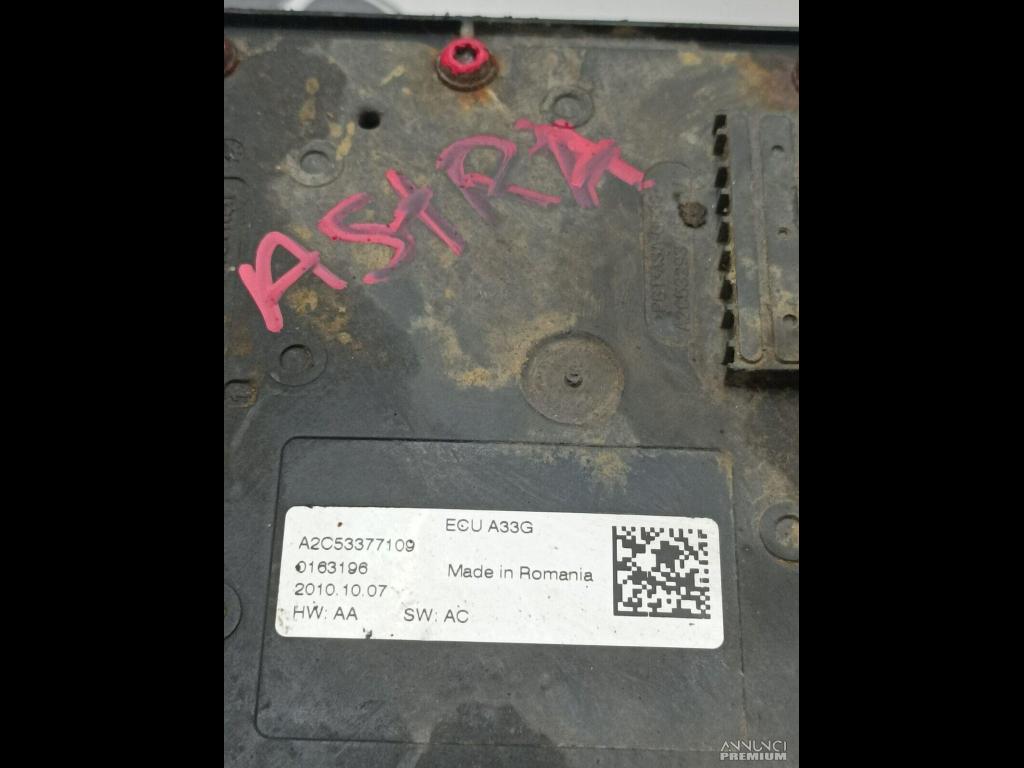 ASTRA
ECU A33G
A2C53377109
0163196
Made in Romania
2010.10.07
HW: AA SW: AC
ANNUNCI
PREMIUM